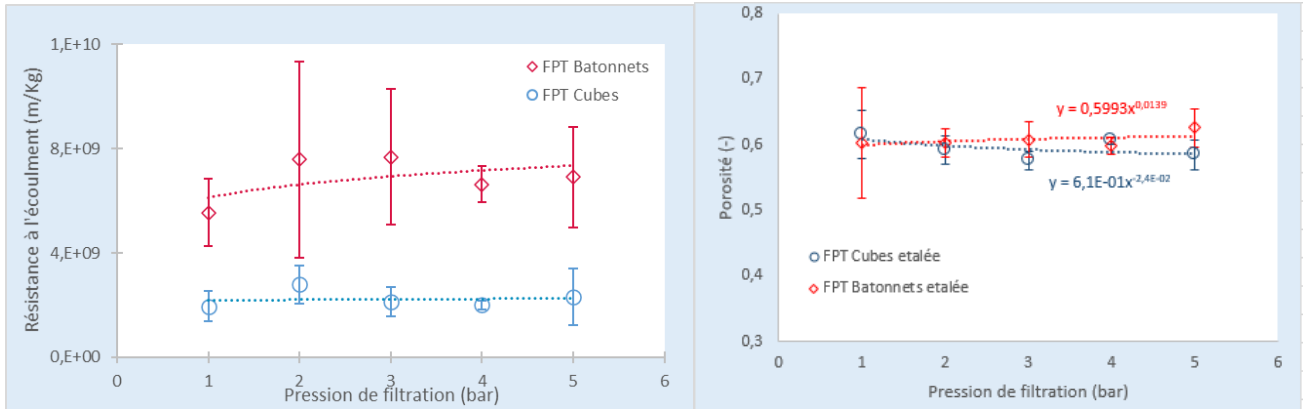 1,E+10
8,E+09
4,E+09
0,E+00
Résistance à l'écoulment (m/Kg)
FPT Batonnets
FPT Cubes
0 1 2 3 4 5 6
Pression de filtration (bar)
0,8
0,7
0,6
0,5
0,4
0,3
Porosité (-)
y = 0,5993x^0,0139
y = 6,1E-01x^-2,4E-02
FPT Cubes etalée
FPT Batonnets etalée
0 1 2 3 4 5 6
Pression de filtration (bar)